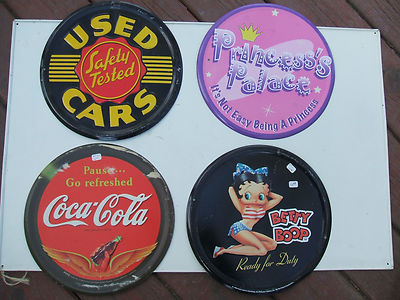 USED
Safety
Tested
CARS
Princess's
Palace
It's Not Easy Being A Princess
Pause...
Go refreshed
Coca-Cola
BETTY
BOOP
Ready for Duty